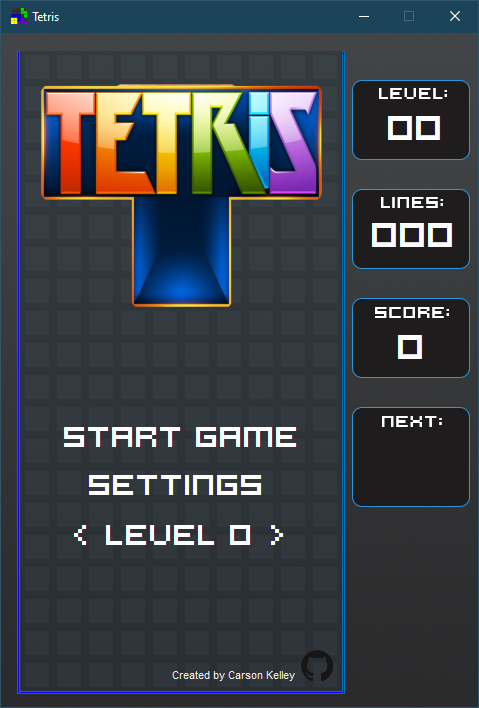 Tetris
TETRIS
LEVEL:
00
LINES:
000
SCORE:
0
NEXT:
START GAME
SETTINGS
< LEVEL 0 >
Created by Carson Kelley